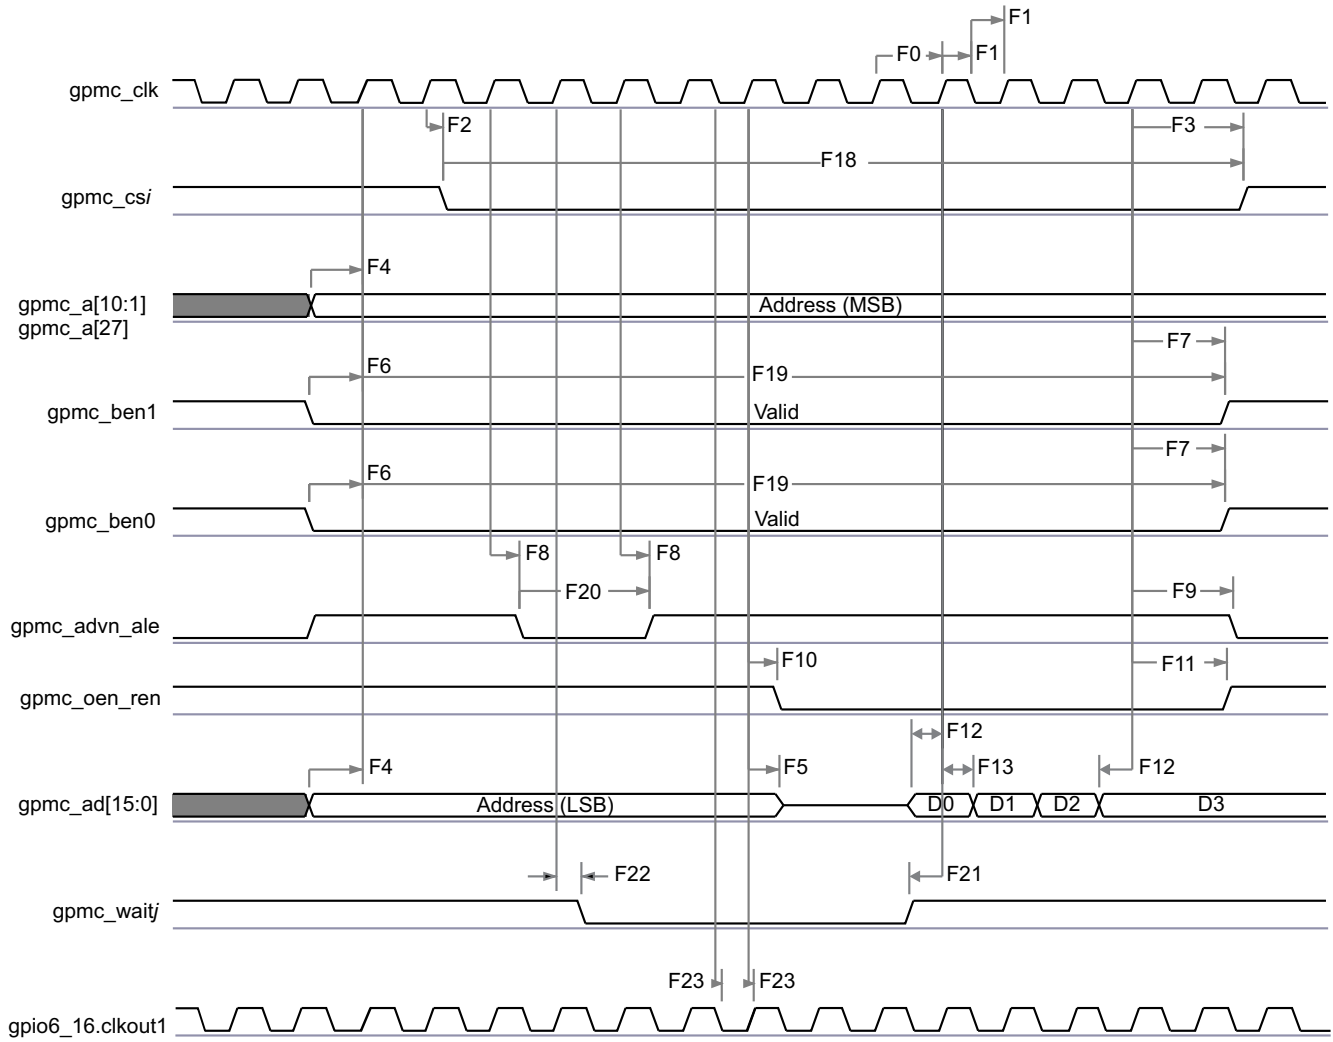 F1
F0
F1
gpmc_clk
F2
F3
F18
gpmc_csi
F4
gpmc_a[10:1]
Address (MSB)
gpmc_a[27]
F7
F6
F19
gpmc_ben1
Valid
F7
F6
F19
gpmc_ben0
Valid
F8
F8
F20
F9
gpmc_advn_ale
F10
F11
gpmc_oen_ren
F12
F4
F5
F13
F12
gpmc_ad[15:0]
Address (LSB)
D0
D1
D2
D3
F22
F21
gpmc_waitj
F23
F23
gpio6_16.clkout1